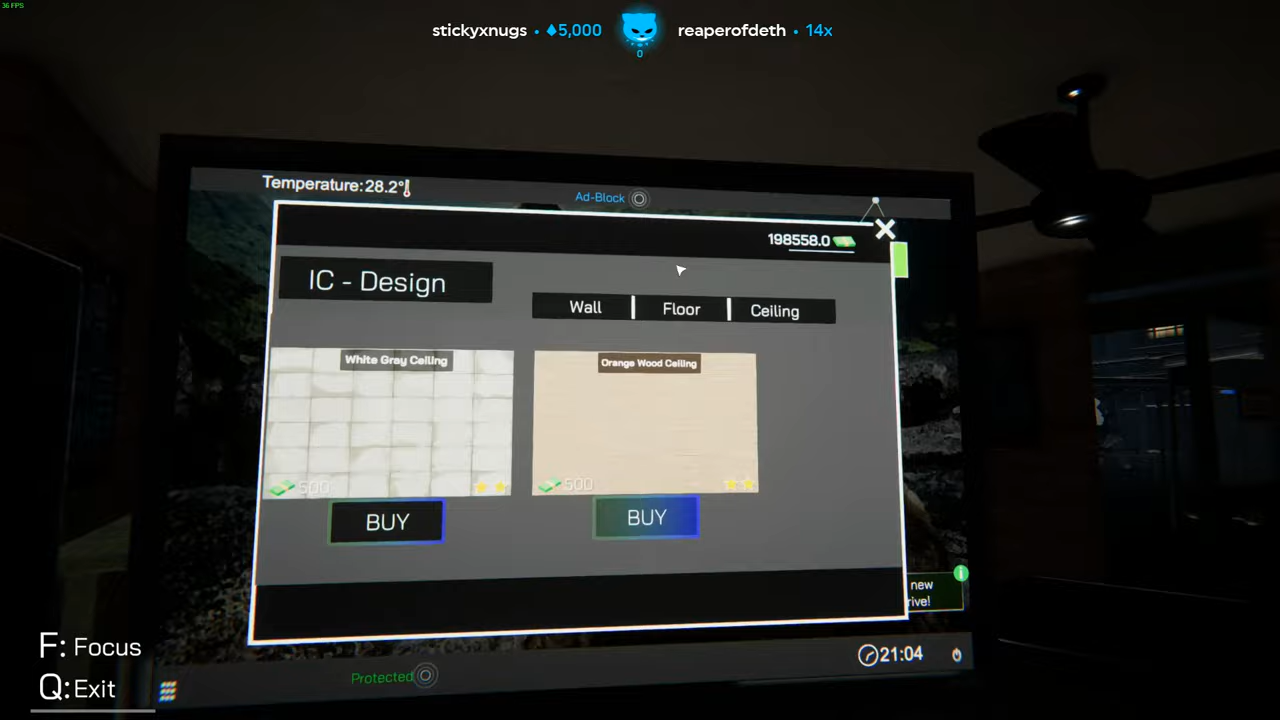 36 FPS
stickyxnugs • 5,000
reaperofdeth • 14x
0
Temperature:28.2°
Ad-Block
198558.0
IC - Design
Wall
Floor
Ceiling
White Gray Ceiling
Orange Wood Ceiling
500
500
BUY
BUY
new
rive!
F: Focus
Q: Exit
Protected
21:04